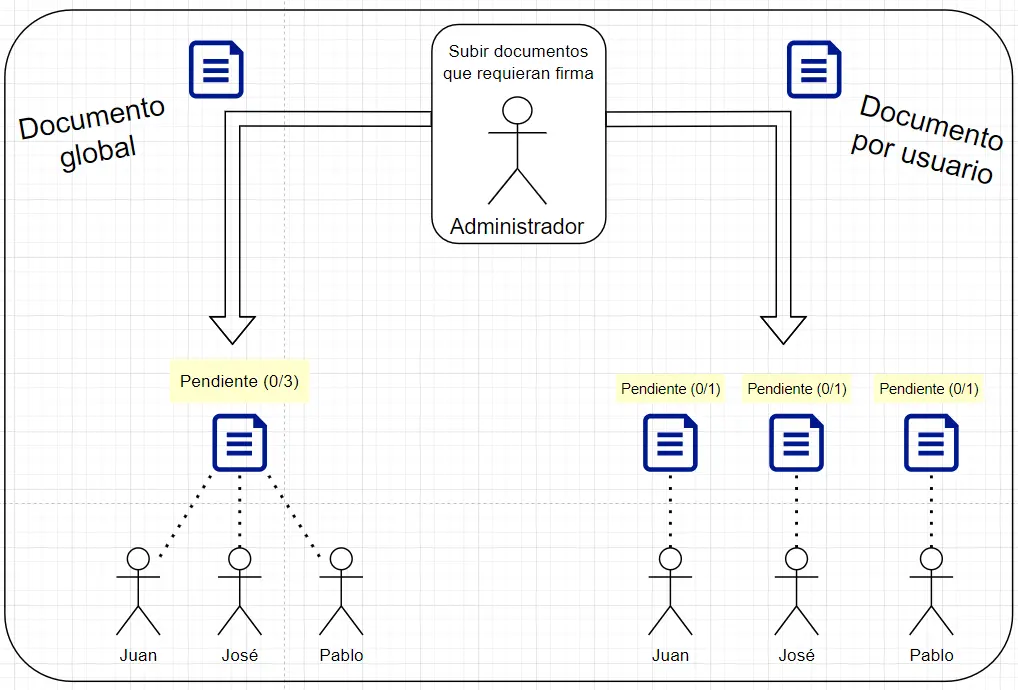 Subir documentos
que requieran firma
Administrador
Documento
global
Documento
por usuario
Pendiente (0/3)
Pendiente (0/1)
Pendiente (0/1)
Pendiente (0/1)
Juan
José
Pablo
Juan
José
Pablo